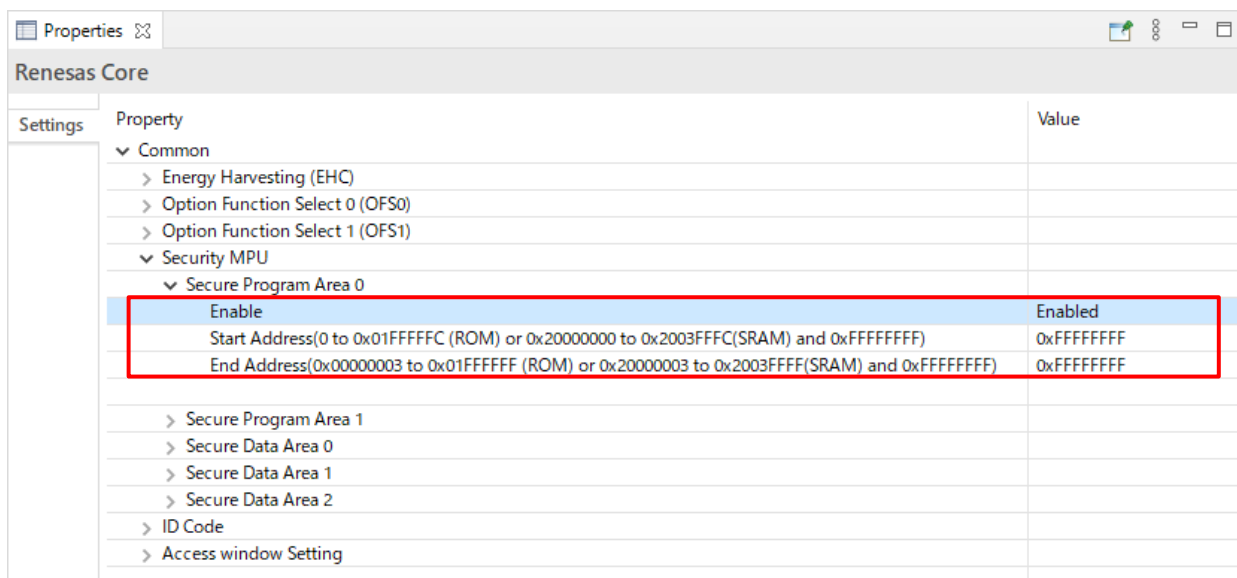 Properties
Renesas Core
Settings
Property Value
Common
Energy Harvesting (EHC)
Option Function Select 0 (OFS0)
Option Function Select 1 (OFS1)
Security MPU
Secure Program Area 0
Enable Enabled
Start Address(0 to 0x01FFFFFC (ROM) or 0x20000000 to 0x2003FFFC(SRAM) and 0xFFFFFFFF) 0xFFFFFFFF
End Address(0x00000003 to 0x01FFFFFF (ROM) or 0x20000003 to 0x2003FFFF(SRAM) and 0xFFFFFFFF) 0xFFFFFFFF
Secure Program Area 1
Secure Data Area 0
Secure Data Area 1
Secure Data Area 2
ID Code
Access window Setting